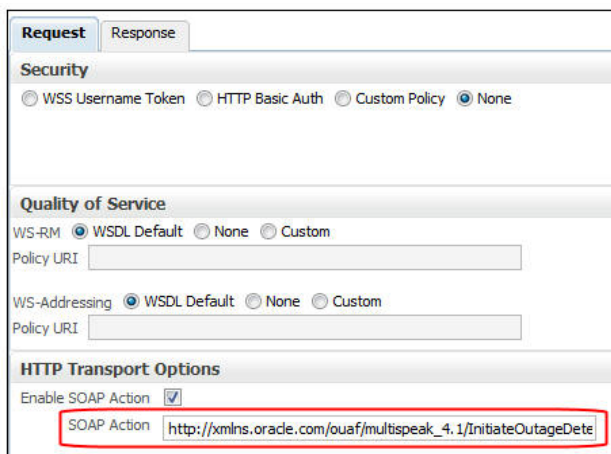 Request Response
Security
WSS Username Token HTTP Basic Auth Custom Policy None
Quality of Service
WS-RM WSDL Default None Custom
Policy URI
WS-Addressing WSDL Default None Custom
Policy URI
HTTP Transport Options
Enable SOAP Action
SOAP Action http://xmlns.oracle.com/ouaf/multispeak_4.1/InitiateOutageDete